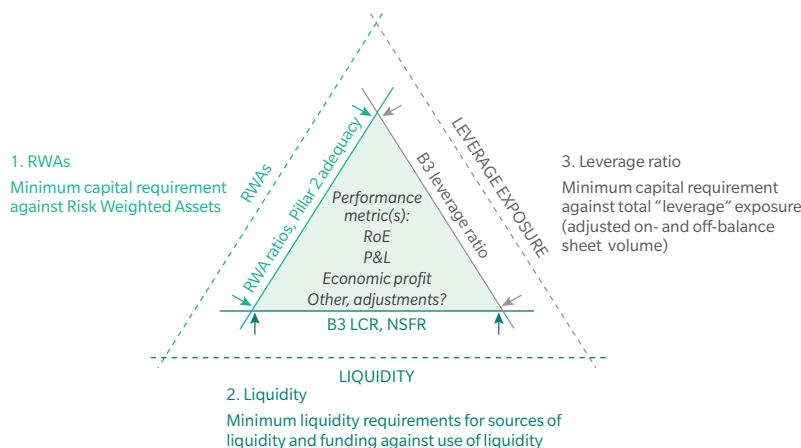 1. RWAs
Minimum capital requirement
against Risk Weighted Assets
RWAs
RWA ratios, Pillar 2 adequacy
Performance
metric(s):
RoE
P&L
Economic profit
Other, adjustments?
B3 leverage ratio
LEVERAGE EXPOSURE
3. Leverage ratio
Minimum capital requirement
against total “leverage” exposure
(adjusted on- and off-balance
sheet volume)
B3 LCR, NSFR
LIQUIDITY
2. Liquidity
Minimum liquidity requirements for sources of
liquidity and funding against use of liquidity